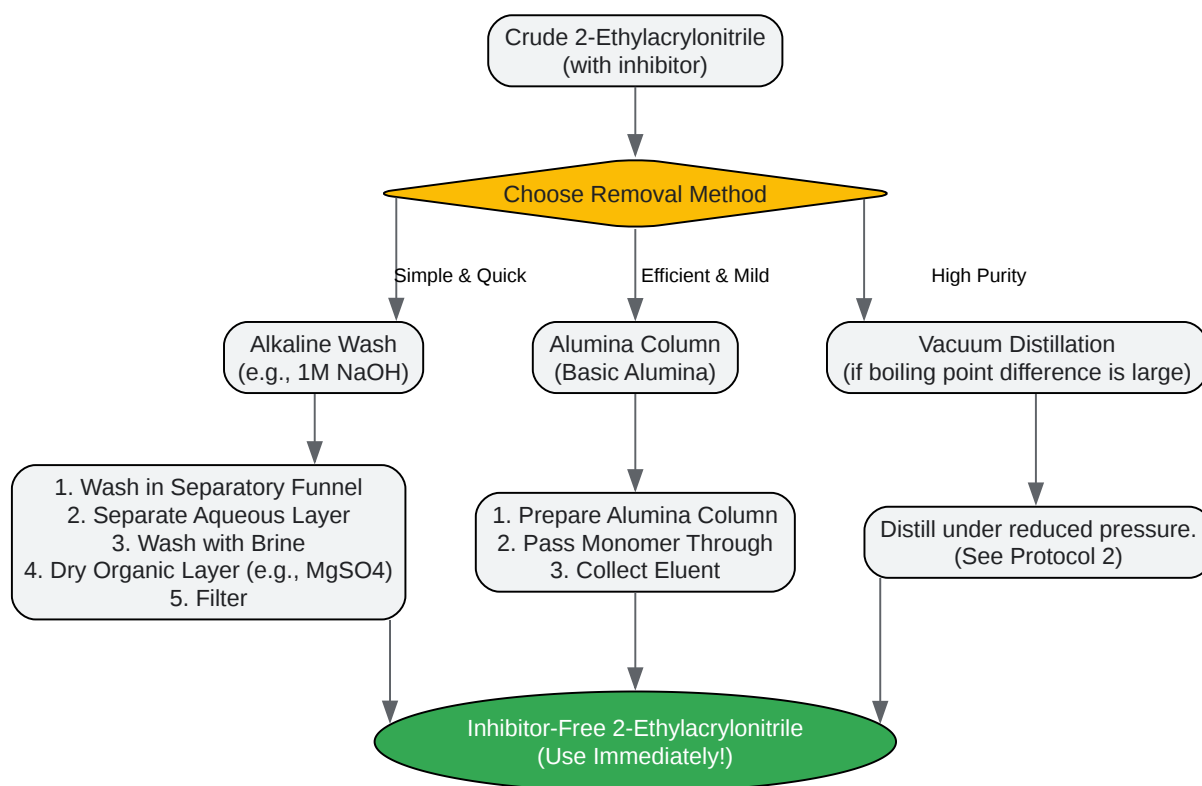 Crude 2-Ethylacrylonitrile
(with inhibitor)
Choose Removal Method
Simple & Quick
Efficient & Mild
High Purity
Alkaline Wash
(e.g., 1M NaOH)
Alumina Column
(Basic Alumina)
Vacuum Distillation
(if boiling point difference is large)
1. Wash in Separatory Funnel
2. Separate Aqueous Layer
3. Wash with Brine
4. Dry Organic Layer (e.g., MgSO4)
5. Filter
1. Prepare Alumina Column
2. Pass Monomer Through
3. Collect Eluent
Distill under reduced pressure.
(See Protocol 2)
Inhibitor-Free 2-Ethylacrylonitrile
(Use Immediately!)